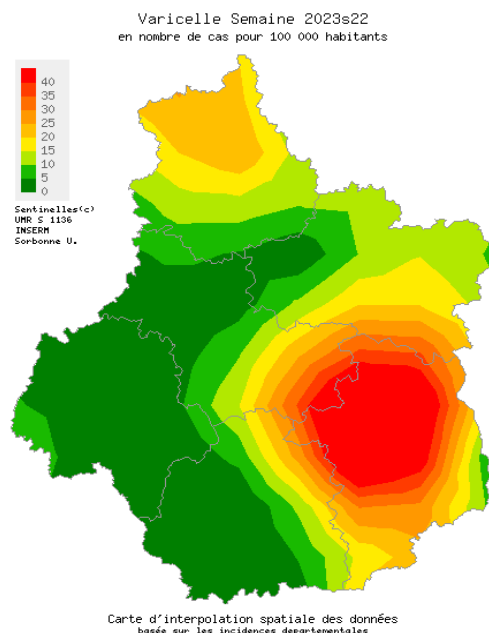 Varicelle Semaine 2023s22
en nombre de cas pour 100 000 habitants
40
35
30
25
20
15
10
5
0
Sentinelles(c)
UMR S 1136
INSERM
Sorbonne U.
Carte d'interpolation spatiale des données
basée sur les incidences departementales